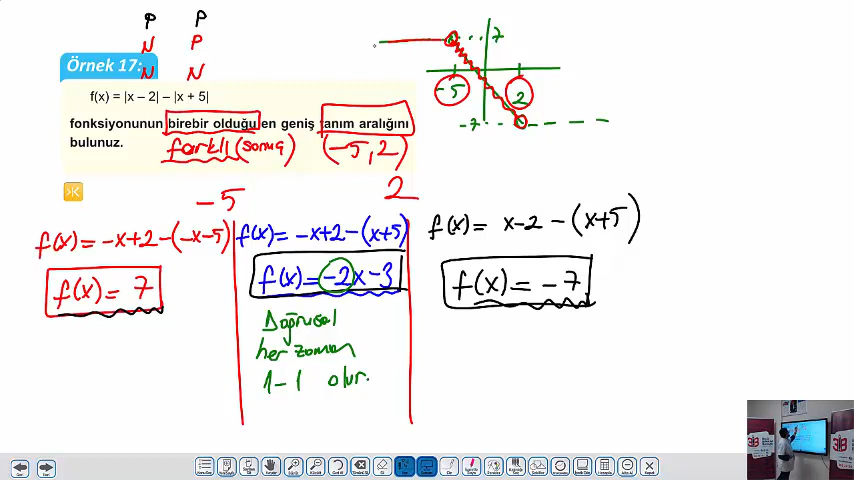 P P
N P
N N
Örnek 17:
f(x) = |x – 2| – |x + 5|
fonksiyonunun birebir olduğu en geniş tanım aralığını
bulunuz.
farklı (sonuç) (-5, 2)
7
-5 2
-7
-5 2
f(x) = -x+2-(-x-5)
f(x) = 7
f(x) = -x+2-(x+5)
f(x) = -2x-3
Doğrusal
her zaman
1-1 olur.
f(x) = x-2-(x+5)
f(x) = -7